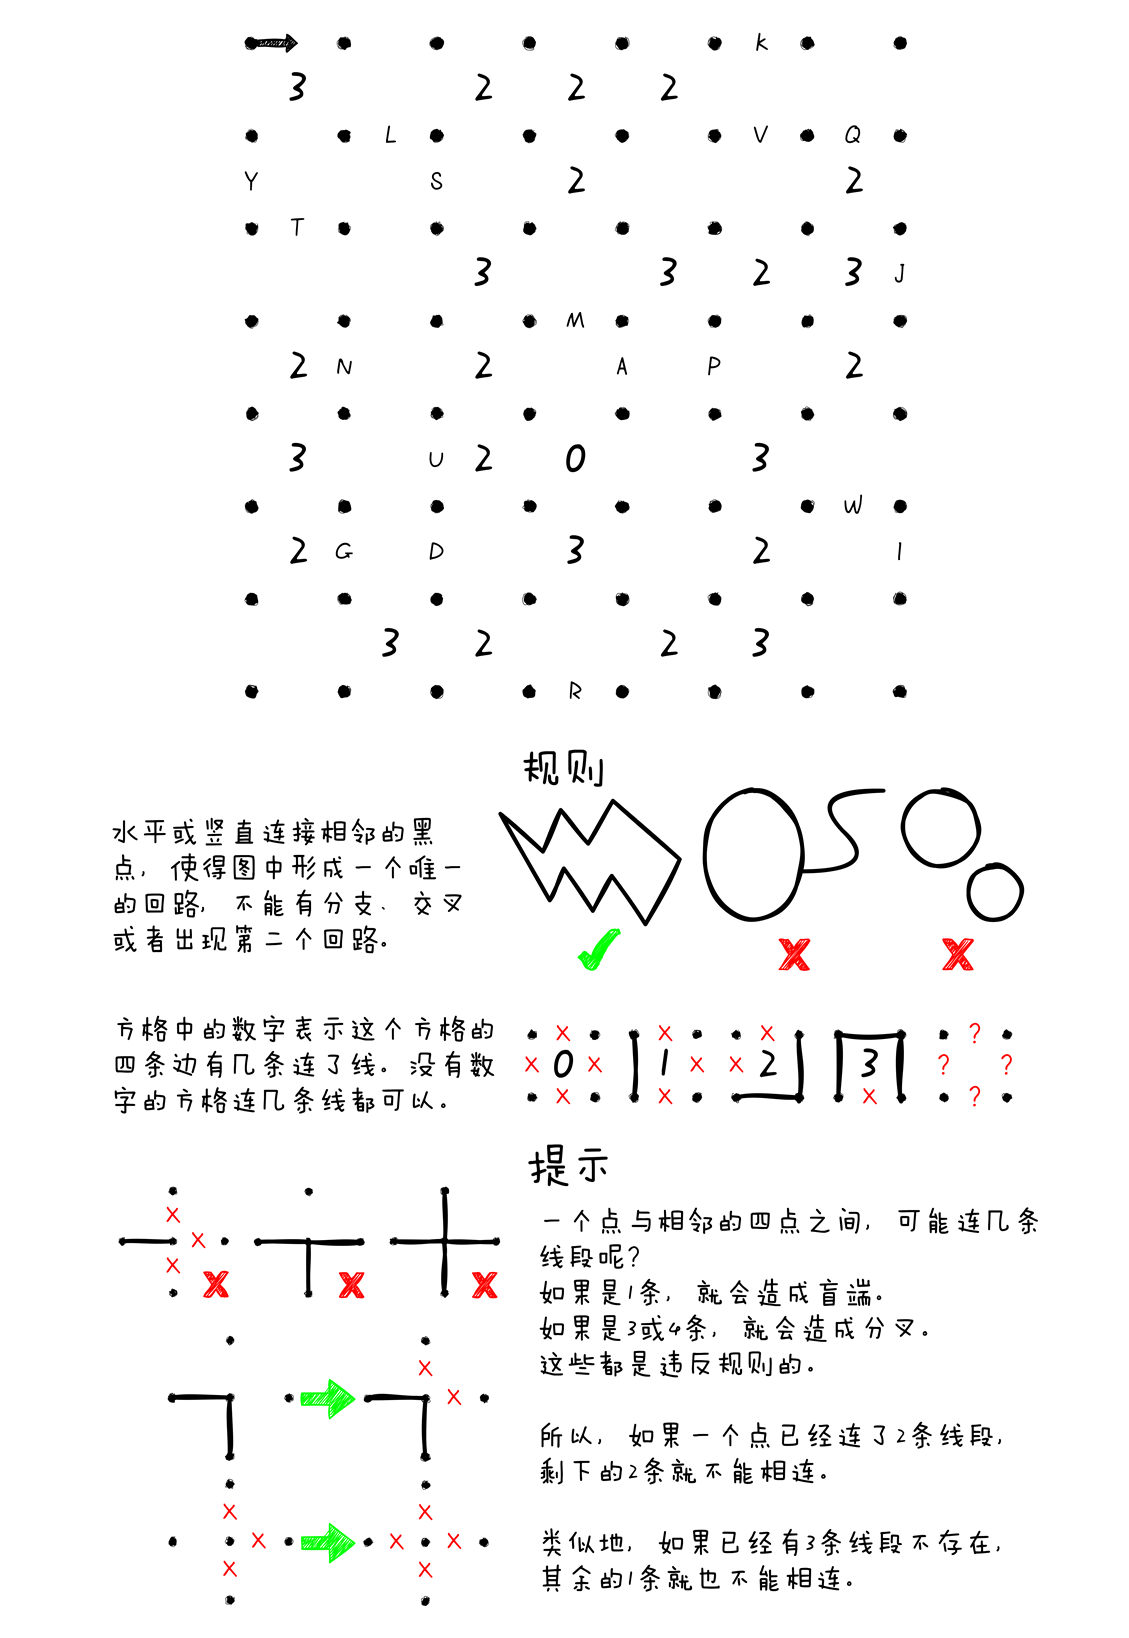 K
3 2 2 2
L V Q
Y S 2 2
T
3 3 2 3 J
M
2 N 2 A P 2
3 U 2 0 3
W
2 G D 3 2 I
3 2 2 3
R
规则
水平或竖直连接相邻的黑
点，使得图中形成一个唯一
的回路，不能有分支、交叉
或者出现第二个回路。
方格中的数字表示这个方格的
四条边有几条连了线。没有数
字的方格连几条线都可以。
X X X ?
X 0 X 1 X X 2 3 ? ?
X X X ?
提示
一个点与相邻的四点之间，可能连几条
线段呢？
如果是1条，就会造成盲端。
如果是3或4条，就会造成分叉。
这些都是违反规则的。
所以，如果一个点已经连了2条线段，
剩下的2条就不能相连。
类似地，如果已经有3条线段不存在，
其余的1条就也不能相连。